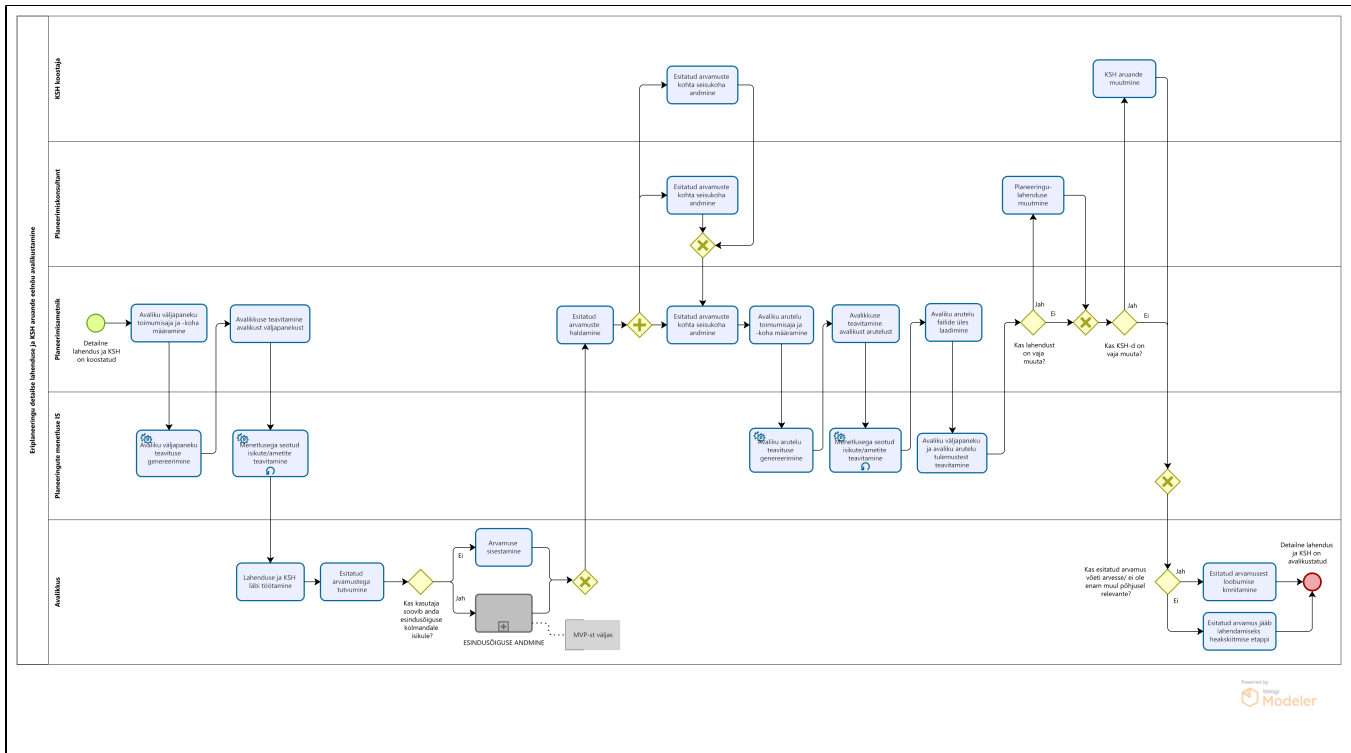 Eriplaneeringu detailse lahenduse ja KSH aruande eelnõu avalikustamine
KSH koostaja
Esitatud arvamuste
kohta seisukoha
andmine
KSH aruande
muutmine
Planeerimiskonsultant
Esitatud arvamuste
kohta seisukoha
andmine
Planeeringu-
lahenduse
muutmine
Planeerimisametnik
Detailne
lahendus ja KSH
on koostatud
Avaliku väljapaneku
toimumisaja ja -koha
määramine
Avalikkuse teavitamine
avalikust väljapanekust
Esitatud
arvamuste
haldamine
Esitatud arvamuste
kohta seisukoha
andmine
Avaliku arutelu
toimumisaja ja
-koha määramine
Avalikkuse
teavitamine
avalikust arutelust
Avaliku arutelu
failide üles
laadimine
Jah
Ei
Kas lahendust
on vaja
muuta?
Jah
Ei
Kas KSH-d on
vaja muuta?
Planeeringute menetluse IS
Avaliku väljapaneku
teavituse
genereerimine
Menetlusega seotud
isikute/ametite
teavitamine
Avaliku arutelu
teavituse
genereerimine
Menetlusega seotud
isikute/ametite
teavitamine
Avaliku väljapaneku
ja avaliku arutelu
tulemustest
teavitamine
Avalikkus
Lahenduse ja KSH
läbi töötamine
Esitatud
arvamustega
tutvumine
Kas kasutaja
soovib anda
esindusõiguse
kolmandale
isikule?
Ei
Jah
Arvamuse
sisestamine
ESINDUSÕIGUSE ANDMINE
MVP-st väljas
Kas esitatud arvamus
võeti arvesse/ ei ole
enam muul põhjusel
relevante?
Jah
Ei
Esitatud arvamusest
loobumise
kinnitamine
Esitatud arvamus jääb
lahendamiseks
heakskiitmise etappi
Detailne lahendus
ja KSH on
avalikustatud
Powered by
bizagi
Modeler